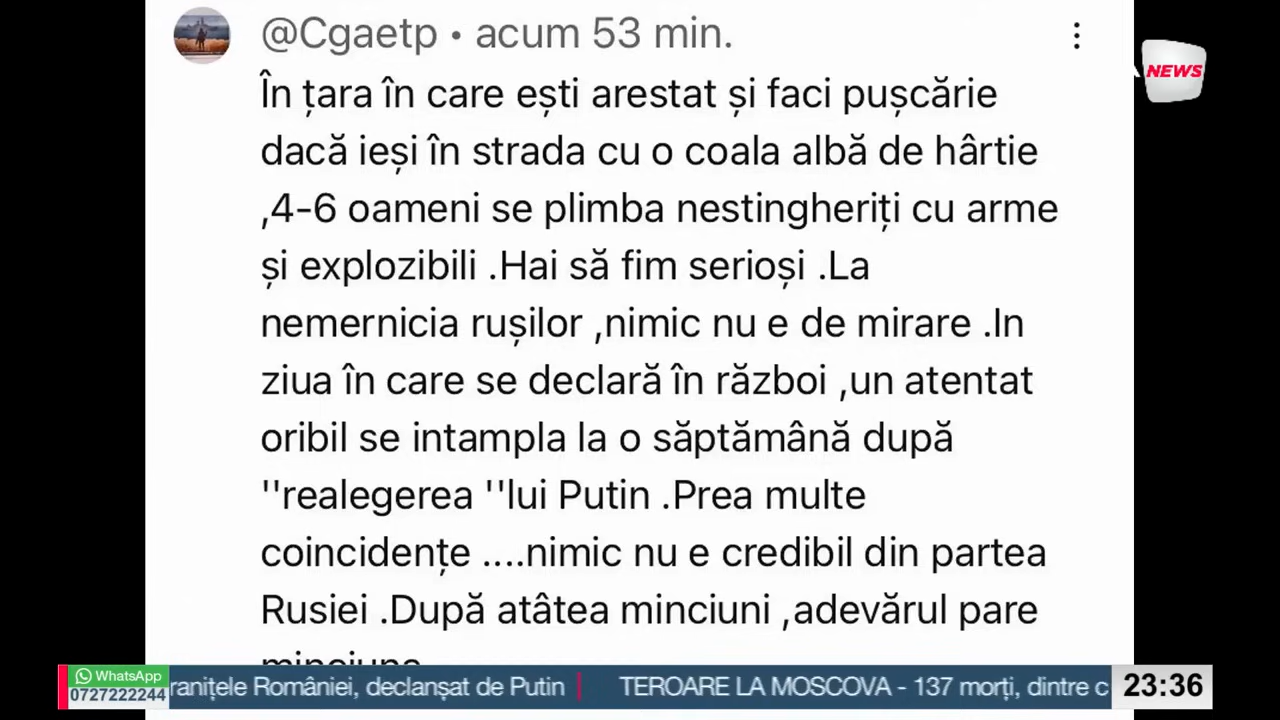 @Cgaetp • acum 53 min.
NEWS
În țara în care ești arestat și faci pușcărie
dacă ieși în strada cu o coala albă de hârtie
,4-6 oameni se plimba nestingheriți cu arme
și explozibili .Hai să fim serioși .La
nemernicia rușilor ,nimic nu e de mirare .In
ziua în care se declară în război ,un atentat
oribil se intampla la o săptămână după
''realegerea ''lui Putin .Prea multe
coincidențe ....nimic nu e credibil din partea
Rusiei .După atâtea minciuni ,adevărul pare
WhatsApp
0727222244
ranițele României, declanșat de Putin | TEROARE LA MOSCOVA - 137 morți, dintre c
23:36